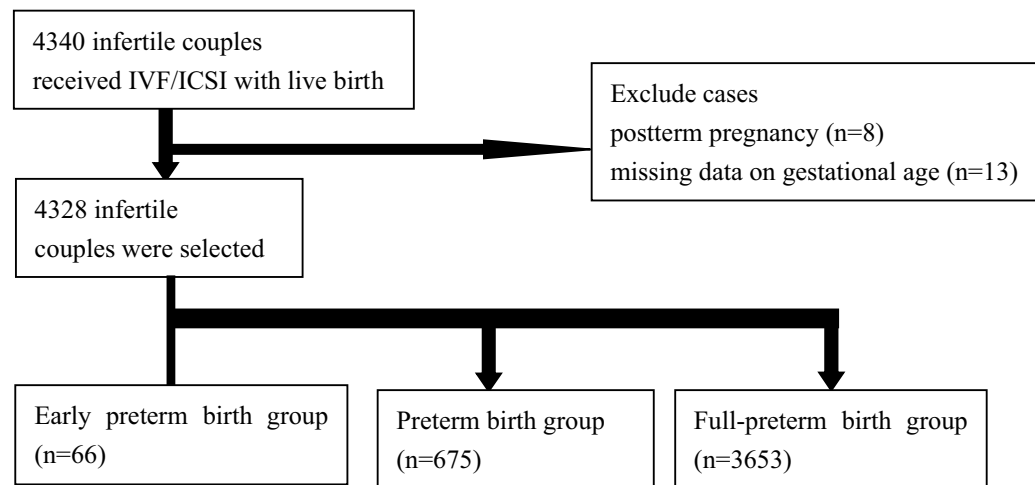 4340 infertile couples
received IVF/ICSI with live birth
Exclude cases
postterm pregnancy (n=8)
missing data on gestational age (n=13)
4328 infertile
couples were selected
Early preterm birth group
(n=66)
Preterm birth group
(n=675)
Full-preterm birth group
(n=3653)